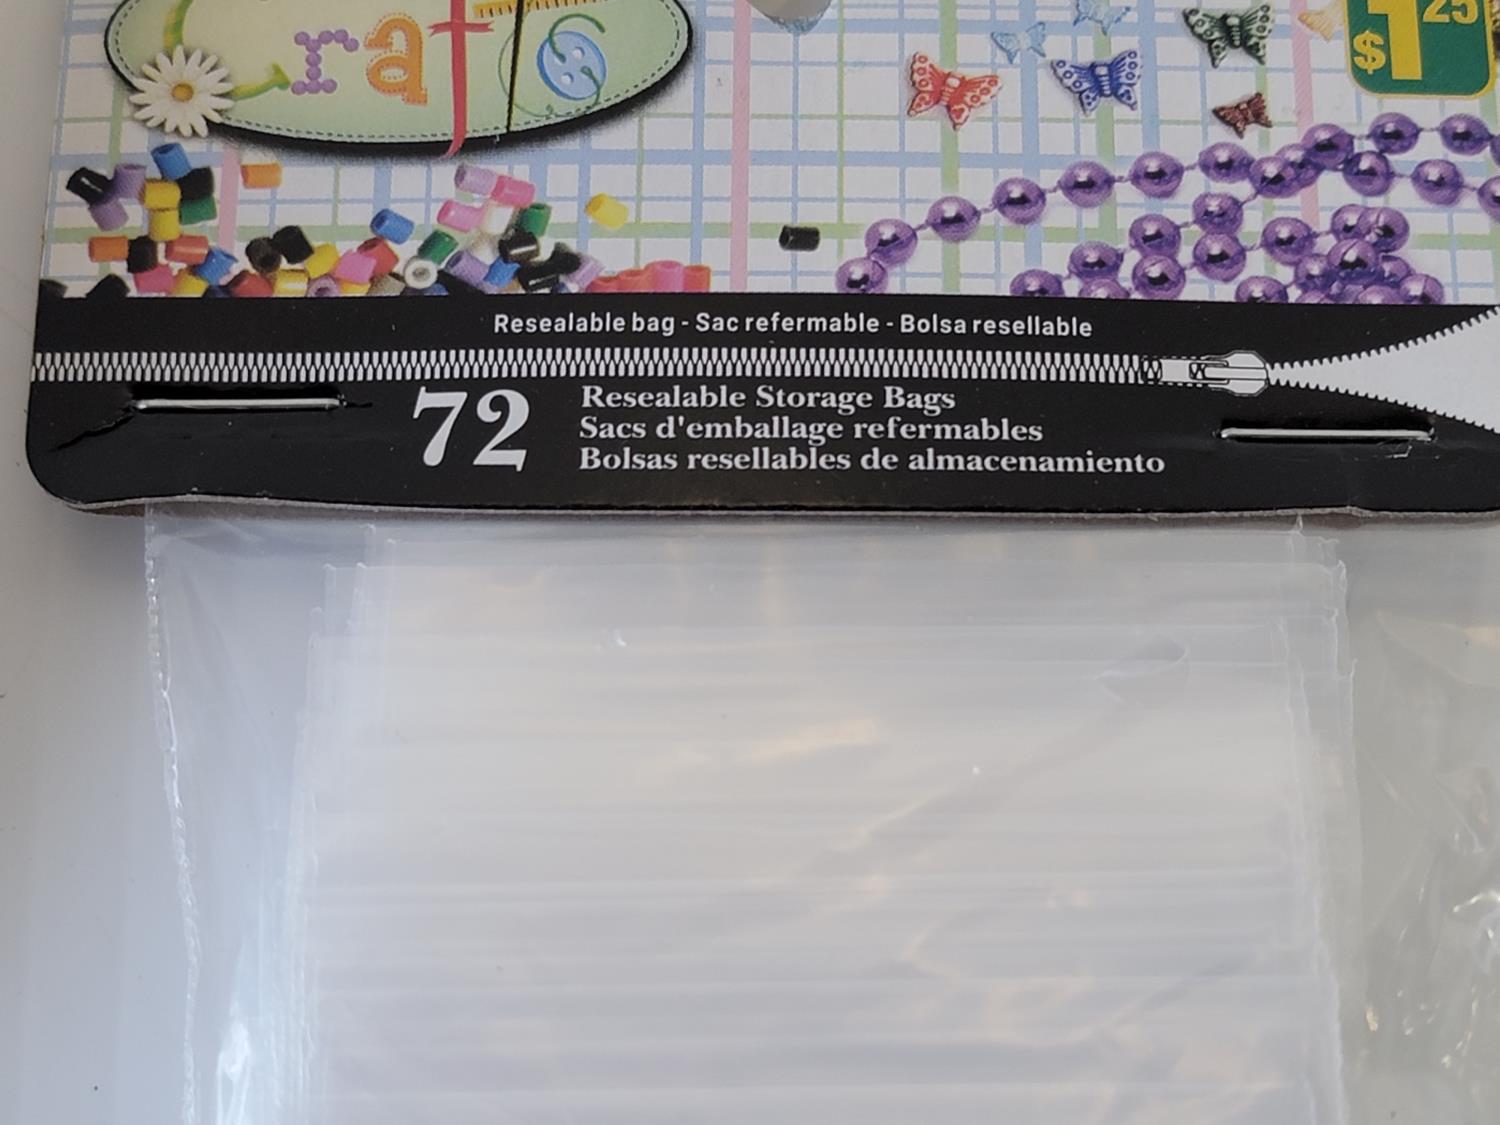 raft
$1 25
Resealable bag - Sac refermable - Bolsa resellable
72
Resealable Storage Bags
Sacs d'emballage refermables
Bolsas resellables de almacenamiento